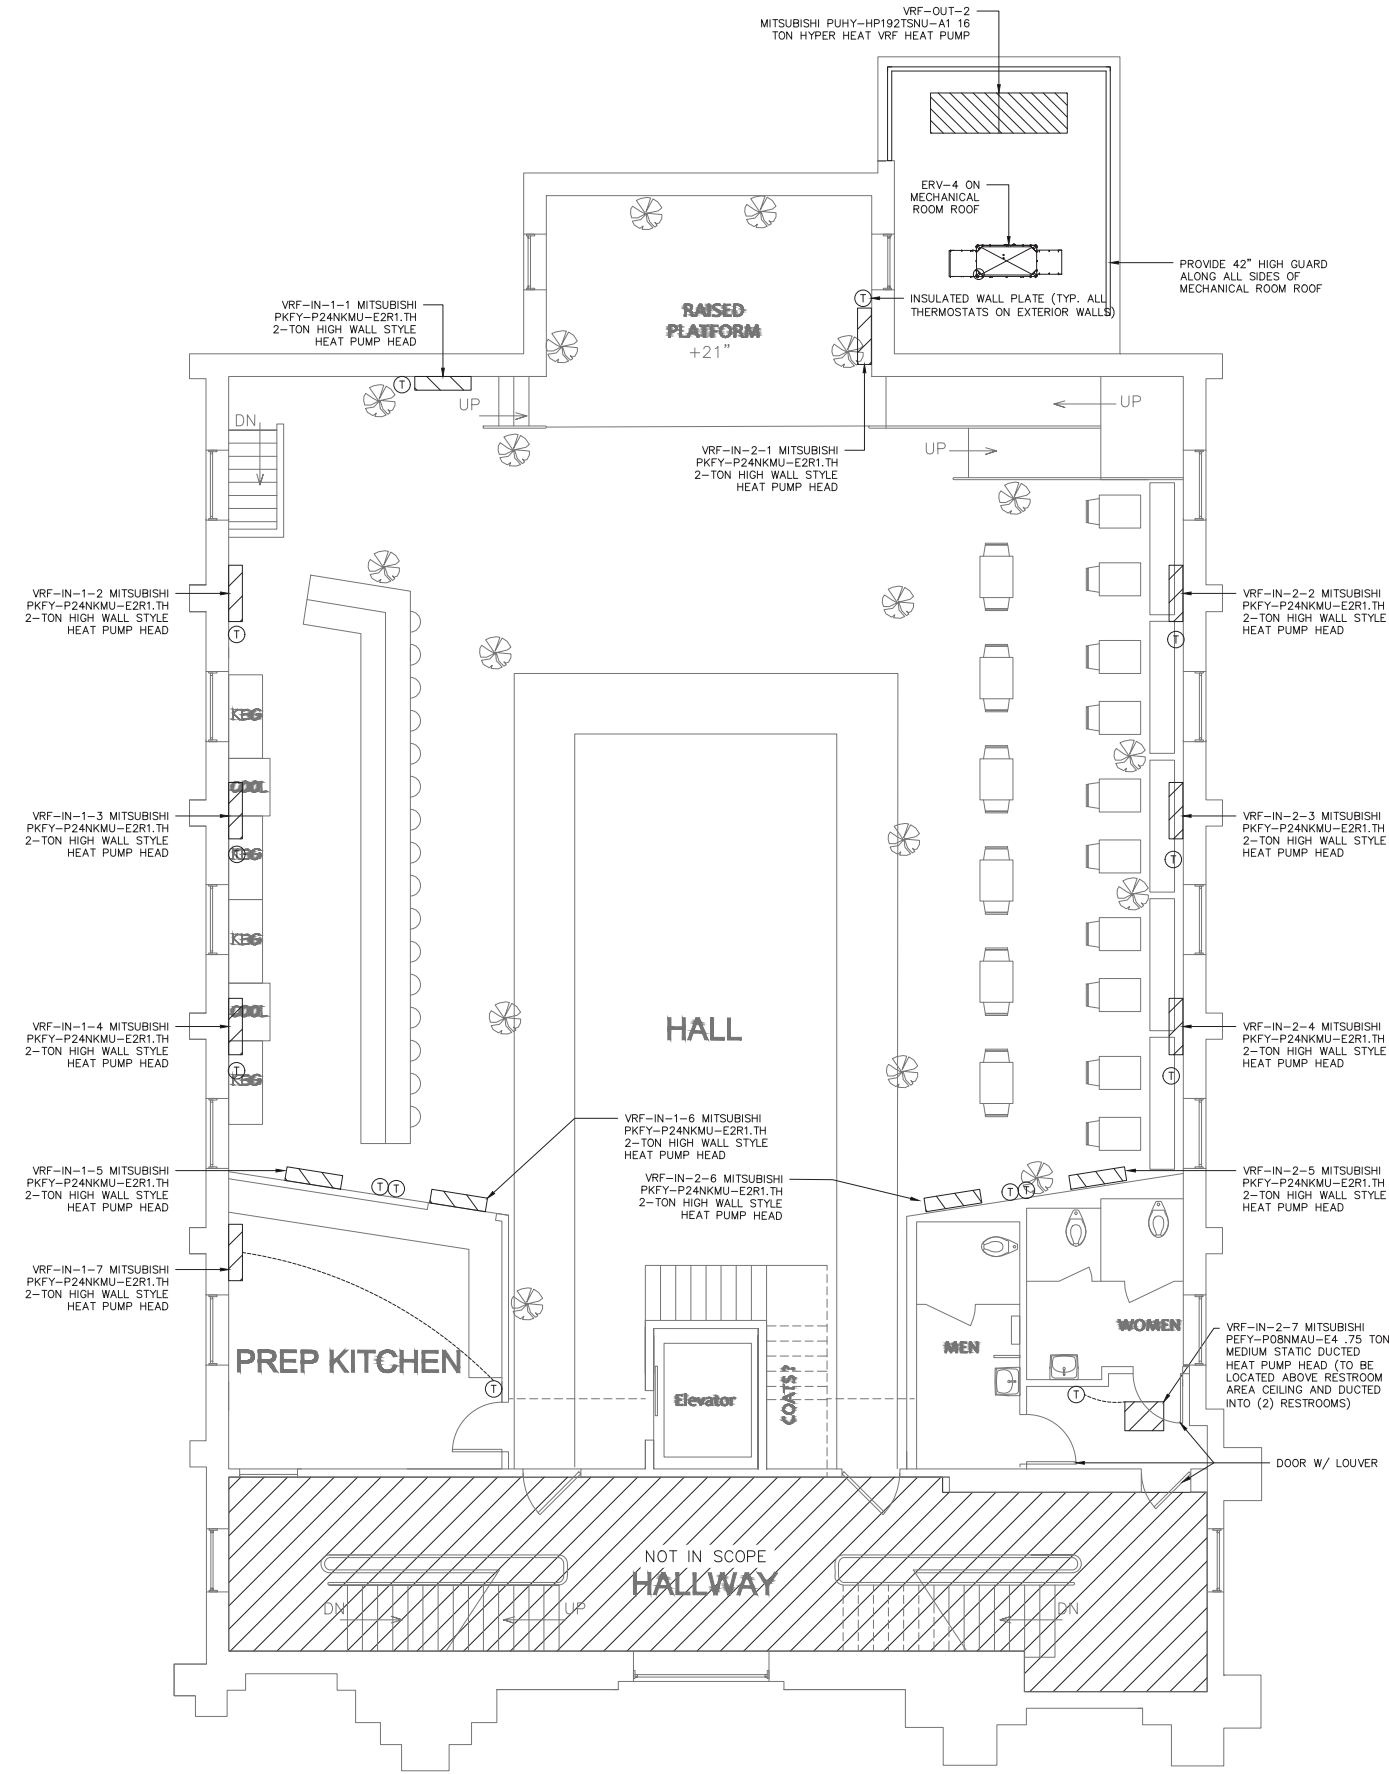 VRF-OUT-2
MITSUBISHI PUHY-HP192TSNU-A1 16
TON HYPER HEAT VRF HEAT PUMP
ERV-4 ON
MECHANICAL
ROOM ROOF
PROVIDE 42" HIGH GUARD
ALONG ALL SIDES OF
MECHANICAL ROOM ROOF
T
INSULATED WALL PLATE (TYP. ALL
THERMOSTATS ON EXTERIOR WALLS)
VRF-IN-1-1 MITSUBISHI
PKFY-P24NKMU-E2R1.TH
2-TON HIGH WALL STYLE
HEAT PUMP HEAD
RAISED
PLATFORM
+21"
T
UP
UP
DN
UP
VRF-IN-2-1 MITSUBISHI
PKFY-P24NKMU-E2R1.TH
2-TON HIGH WALL STYLE
HEAT PUMP HEAD
VRF-IN-1-2 MITSUBISHI
PKFY-P24NKMU-E2R1.TH
2-TON HIGH WALL STYLE
HEAT PUMP HEAD
T
VRF-IN-2-2 MITSUBISHI
PKFY-P24NKMU-E2R1.TH
2-TON HIGH WALL STYLE
HEAT PUMP HEAD
T
KEG
COOL
VRF-IN-1-3 MITSUBISHI
PKFY-P24NKMU-E2R1.TH
2-TON HIGH WALL STYLE
HEAT PUMP HEAD
T
KEG
VRF-IN-2-3 MITSUBISHI
PKFY-P24NKMU-E2R1.TH
2-TON HIGH WALL STYLE
HEAT PUMP HEAD
T
KEG
COOL
VRF-IN-1-4 MITSUBISHI
PKFY-P24NKMU-E2R1.TH
2-TON HIGH WALL STYLE
HEAT PUMP HEAD
T
KEG
HALL
VRF-IN-2-4 MITSUBISHI
PKFY-P24NKMU-E2R1.TH
2-TON HIGH WALL STYLE
HEAT PUMP HEAD
T
VRF-IN-1-6 MITSUBISHI
PKFY-P24NKMU-E2R1.TH
2-TON HIGH WALL STYLE
HEAT PUMP HEAD
VRF-IN-1-5 MITSUBISHI
PKFY-P24NKMU-E2R1.TH
2-TON HIGH WALL STYLE
HEAT PUMP HEAD
T T
VRF-IN-2-6 MITSUBISHI
PKFY-P24NKMU-E2R1.TH
2-TON HIGH WALL STYLE
HEAT PUMP HEAD
T T
VRF-IN-2-5 MITSUBISHI
PKFY-P24NKMU-E2R1.TH
2-TON HIGH WALL STYLE
HEAT PUMP HEAD
VRF-IN-1-7 MITSUBISHI
PKFY-P24NKMU-E2R1.TH
2-TON HIGH WALL STYLE
HEAT PUMP HEAD
PREP KITCHEN
T
Elevator
COATS?
MEN
WOMEN
T
VRF-IN-2-7 MITSUBISHI
PEFY-P08NMAU-E4 .75 TON
MEDIUM STATIC DUCTED
HEAT PUMP HEAD (TO BE
LOCATED ABOVE RESTROOM
AREA CEILING AND DUCTED
INTO (2) RESTROOMS)
DOOR W/ LOUVER
NOT IN SCOPE
HALLWAY
DN
UP
DN